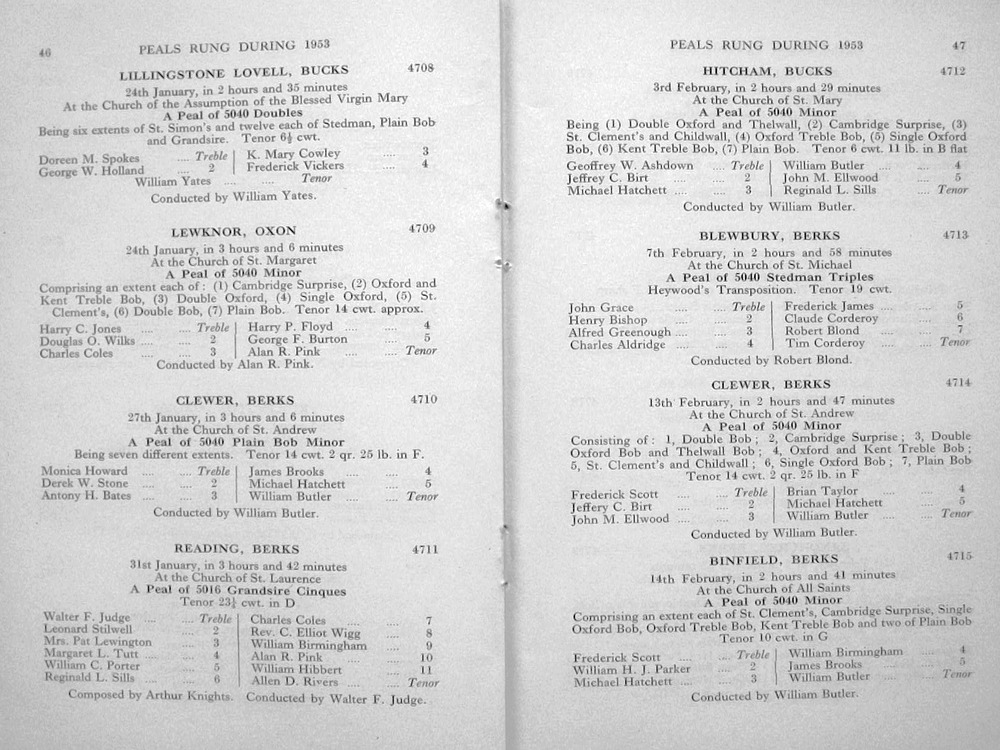 46 PEALS RUNG DURING 1953
LILLINGSTONE LOVELL, BUCKS 4708
24th January, in 2 hours and 35 minutes
At the Church of the Assumption of the Blessed Virgin Mary
A Peal of 5040 Doubles
Being six extents of St. Simon's and twelve each of Stedman, Plain Bob
and Grandsire. Tenor 6½ cwt.
Doreen M. Spokes .... Treble | K. Mary Cowley .... 3
George W. Holland .... 2 | Frederick Vickers .... 4
William Yates .... .... Tenor
Conducted by William Yates.
LEWKNOR, OXON 4709
24th January, in 3 hours and 6 minutes
At the Church of St. Margaret
A Peal of 5040 Minor
Comprising an extent each of: (1) Cambridge Surprise, (2) Oxford and
Kent Treble Bob, (3) Double Oxford, (4) Single Oxford, (5) St.
Clement's, (6) Double Bob, (7) Plain Bob. Tenor 14 cwt. approx.
Harry C. Jones .... .... Treble | Harry P. Floyd .... .... 4
Douglas O. Wilks .... .... 2 | George F. Burton .... .... 5
Charles Coles .... .... 3 | Alan R. Pink .... .... Tenor
Conducted by Alan R. Pink.
CLEWER, BERKS 4710
27th January, in 3 hours and 6 minutes
At the Church of St. Andrew
A Peal of 5040 Plain Bob Minor
Being seven different extents. Tenor 14 cwt. 2 qr. 25 lb. in F.
Monica Howard .... .... Treble | James Brooks .... .... 4
Derek W. Stone .... .... 2 | Michael Hatchett .... .... 5
Antony H. Bates .... .... 3 | William Butler .... .... Tenor
Conducted by William Butler.
READING, BERKS 4711
31st January, in 3 hours and 42 minutes
At the Church of St. Laurence
A Peal of 5016 Grandsire Cinques
Tenor 23½ cwt. in D
Walter F. Judge .... .... Treble | Charles Coles .... .... 7
Leonard Stilwell .... .... 2 | Rev. C. Elliot Wigg .... 8
Mrs. Pat Lewington .... 3 | William Birmingham .... 9
Margaret L. Tutt .... .... 4 | Alan R. Pink .... .... 10
William C. Porter .... 5 | William Hibbert .... .... 11
Reginald L. Sills .... .... 6 | Allen D. Rivers .... .... Tenor
Composed by Arthur Knights. Conducted by Walter F. Judge.
PEALS RUNG DURING 1953 47
HITCHAM, BUCKS 4712
3rd February, in 2 hours and 29 minutes
At the Church of St. Mary
A Peal of 5040 Minor
Being (1) Double Oxford and Thelwall, (2) Cambridge Surprise, (3)
St. Clement's and Childwall, (4) Oxford Treble Bob, (5) Single Oxford
Bob, (6) Kent Treble Bob, (7) Plain Bob. Tenor 6 cwt. 11 lb. in B flat
Geoffrey W. Ashdown .... Treble | William Butler .... .... 4
Jeffrey C. Birt .... .... 2 | John M. Ellwood .... .... 5
Michael Hatchett .... .... 3 | Reginald L. Sills .... Tenor
Conducted by William Butler.
BLEWBURY, BERKS 4713
7th February, in 2 hours and 58 minutes
At the Church of St. Michael
A Peal of 5040 Stedman Triples
Heywood's Transposition. Tenor 19 cwt.
John Grace .... .... Treble | Frederick James .... .... 5
Henry Bishop .... .... 2 | Claude Corderoy .... .... 6
Alfred Greenough .... .... 3 | Robert Blond .... .... 7
Charles Aldridge .... .... 4 | Tim Corderoy .... .... Tenor
Conducted by Robert Blond.
CLEWER, BERKS 4714
13th February, in 2 hours and 47 minutes
At the Church of St. Andrew
A Peal of 5040 Minor
Consisting of: 1, Double Bob; 2, Cambridge Surprise; 3, Double
Oxford Bob and Thelwall Bob; 4, Oxford and Kent Treble Bob;
5, St. Clement's and Childwall; 6, Single Oxford Bob; 7, Plain Bob
Tenor 14 cwt. 2 qr. 25 lb. in F
Frederick Scott .... .... Treble | Brian Taylor .... .... 4
Jeffery C. Birt .... .... 2 | Michael Hatchett .... .... 5
John M. Ellwood .... .... 3 | William Butler .... .... Tenor
Conducted by William Butler.
BINFIELD, BERKS 4715
14th February, in 2 hours and 41 minutes
At the Church of All Saints
A Peal of 5040 Minor
Comprising an extent each of St. Clement's, Cambridge Surprise, Single
Oxford Bob, Oxford Treble Bob, Kent Treble Bob and two of Plain Bob
Tenor 10 cwt. in G
Frederick Scott .... .... Treble | William Birmingham .... 4
William H. J. Parker .... 2 | James Brooks .... .... 5
Michael Hatchett .... .... 3 | William Butler .... .... Tenor
Conducted by William Butler.